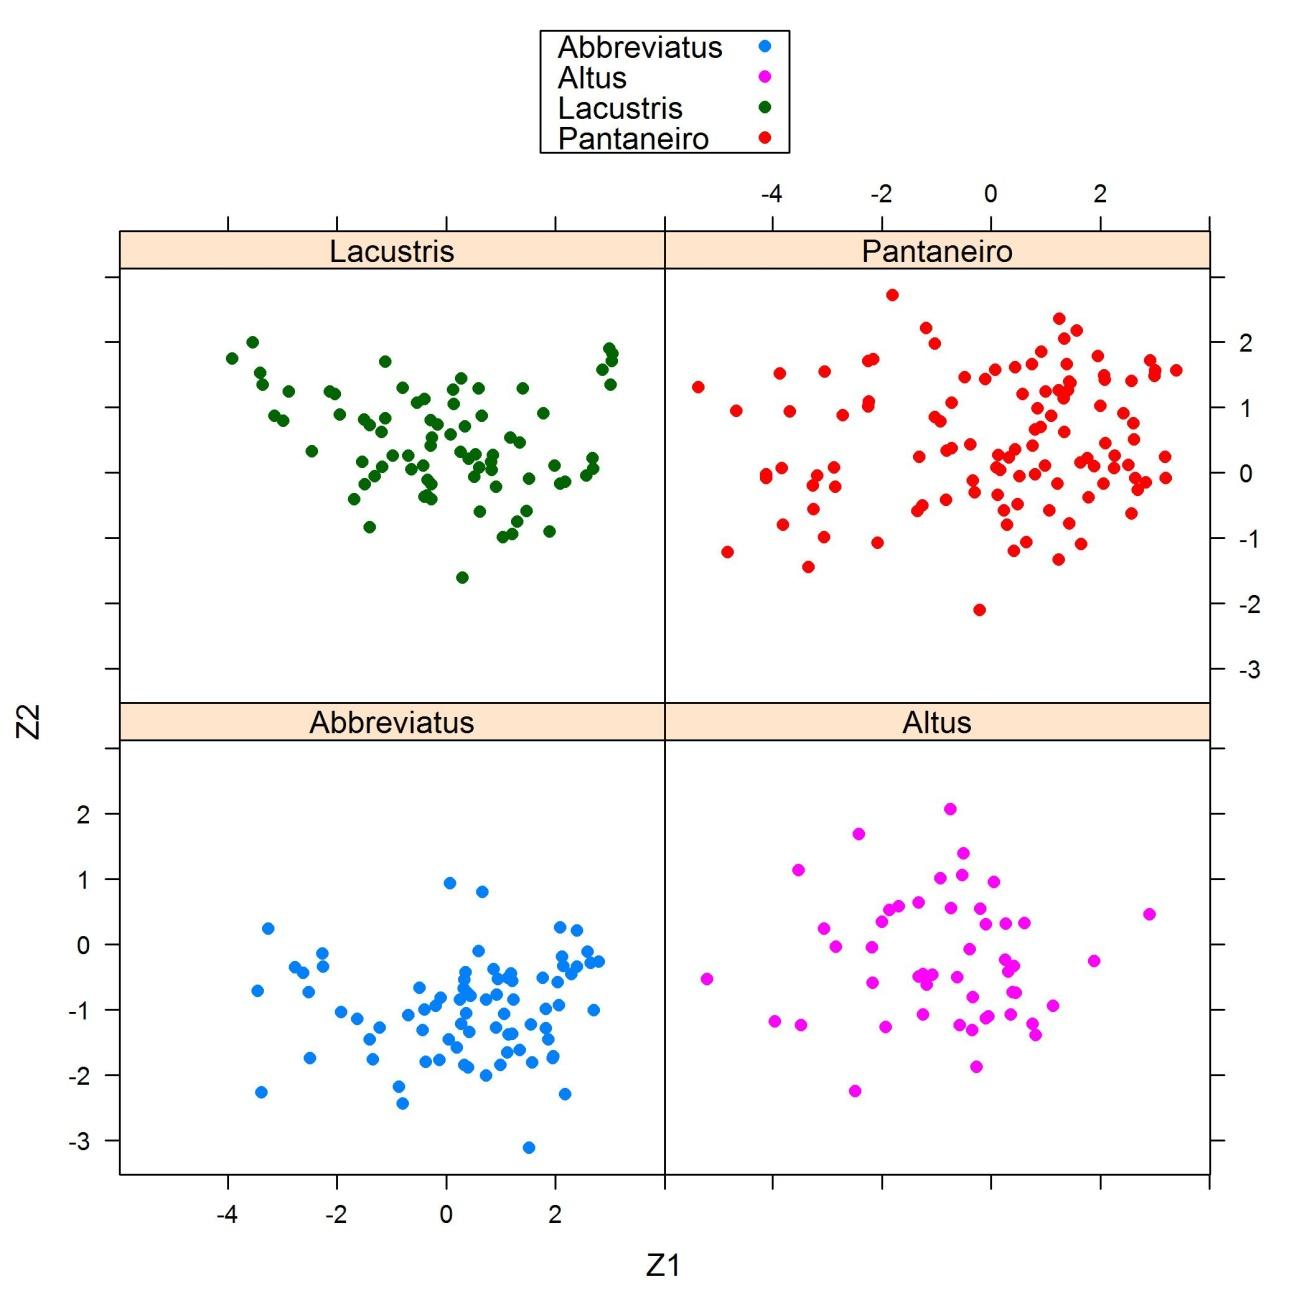 Abbreviatus
Altus
Lacustris
Pantaneiro
-4 -2 0 2
Lacustris
Pantaneiro
2
1
0
-1
-2
-3
Z2
Abbreviatus
Altus
2
1
0
-1
-2
-3
-4 -2 0 2
Z1